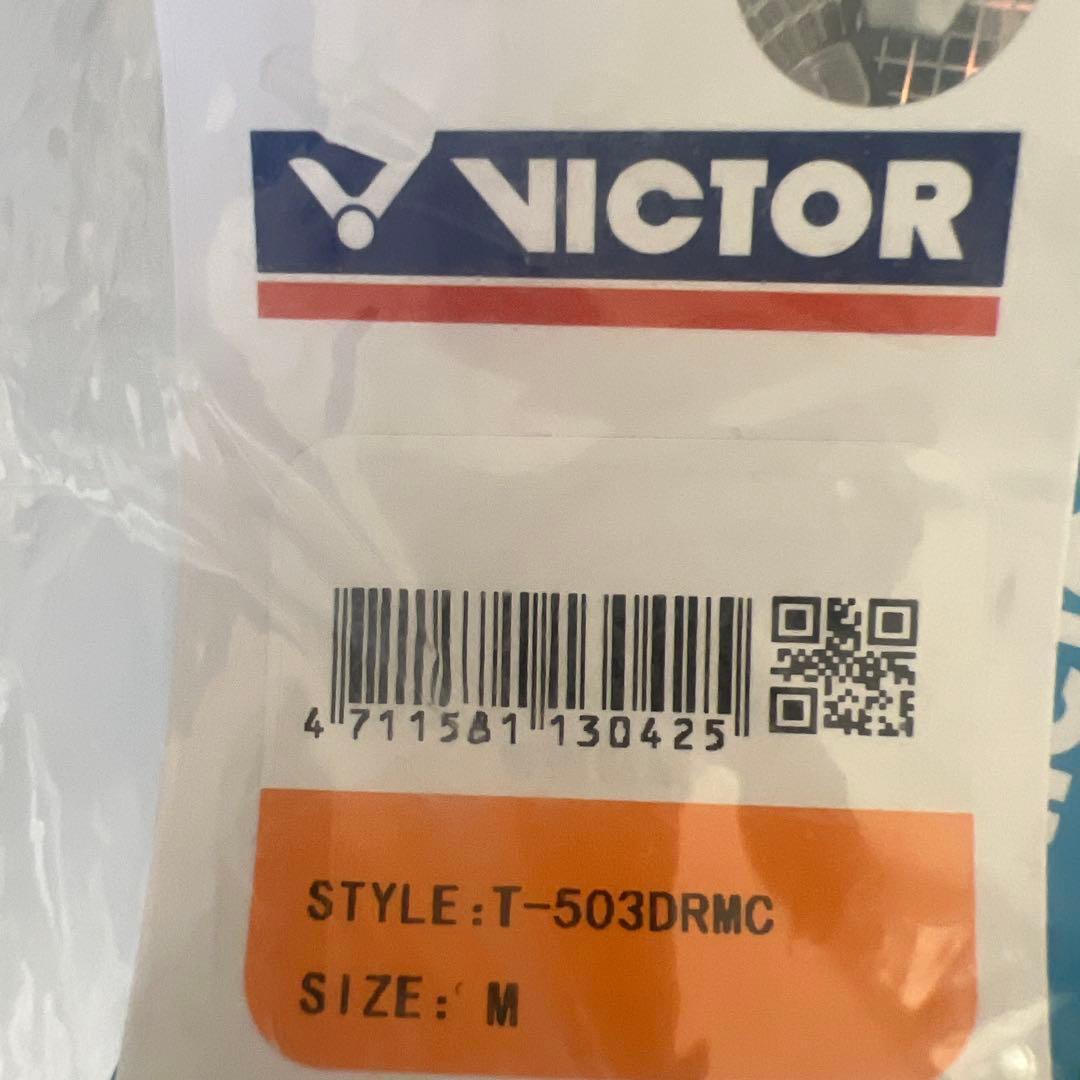 VICTOR
4 711581 130425
STYLE:T-503DRMC
SIZE: M